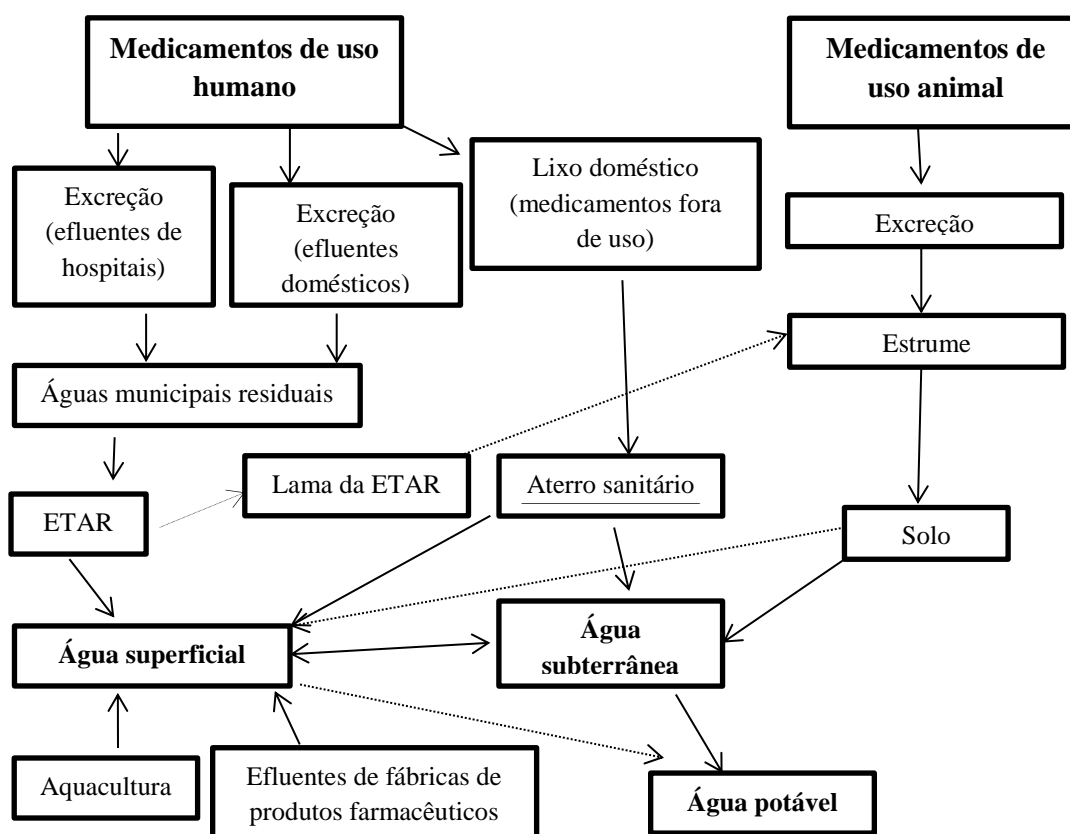 Medicamentos de uso
humano
Medicamentos de
uso animal
Excreção
(efluentes de
hospitais)
Excreção
(efluentes
domésticos)
Lixo doméstico
(medicamentos fora
de uso)
Excreção
Estrume
Águas municipais residuais
Lama da ETAR
Aterro sanitário
ETAR
Solo
Água superficial
Água
subterrânea
Aquacultura
Efluentes de fábricas de
produtos farmacêuticos
Água potável